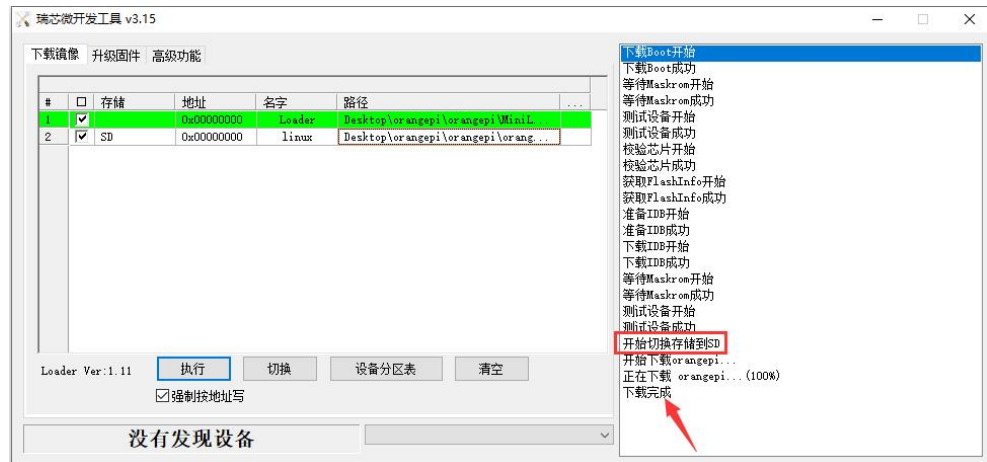 瑞芯微开发工具 v3.15
下载镜像 升级固件 高级功能
# 存储 地址 名字 路径 ...
1 0x00000000 Loader Desktop\orangepi\orangepi\MiniL...
2 SD 0x00000000 linux Desktop\orangepi\orangepi\orang...
Loader Ver:1.11 执行 切换 设备分区表 清空
强制按地址写
没有发现设备
下载Boot开始
下载Boot成功
等待Maskrom开始
等待Maskrom成功
测试设备开始
测试设备成功
校验芯片开始
校验芯片成功
获取FlashInfo开始
获取FlashInfo成功
准备IDB开始
准备IDB成功
下载IDB开始
下载IDB成功
等待Maskrom开始
等待Maskrom成功
测试设备开始
测试设备成功
开始切换存储到SD
开始下载orangepi...
正在下载 orangepi...(100%)
下载完成